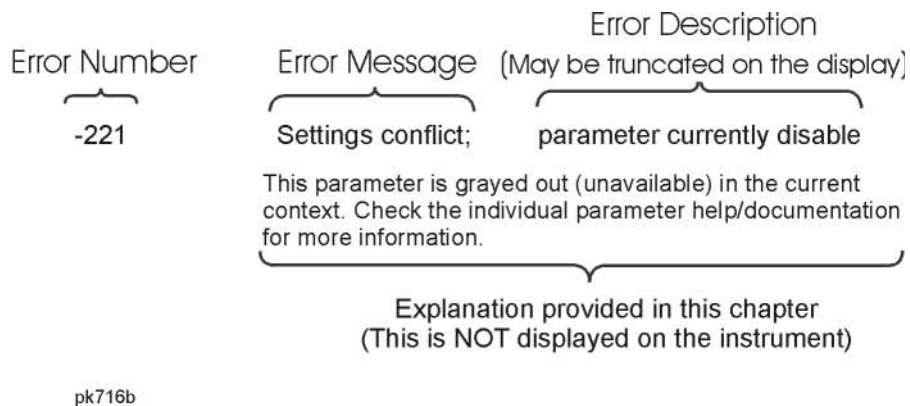 Error Description
Error Number Error Message (May be truncated on the display)
-221 Settings conflict; parameter currently disable
This parameter is grayed out (unavailable) in the current
context. Check the individual parameter help/documentation
for more information.
Explanation provided in this chapter
(This is NOT displayed on the instrument)
pk716b